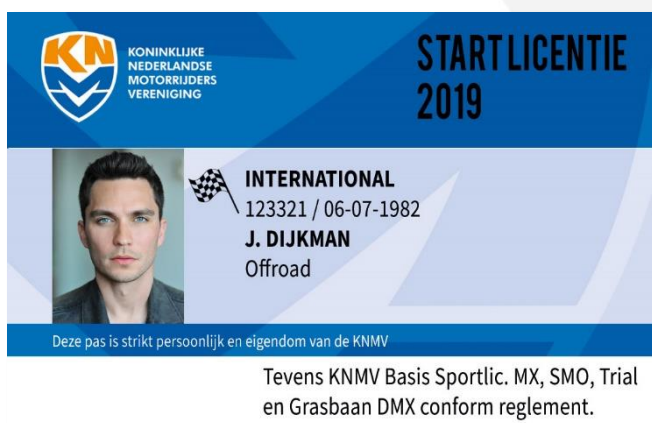 KN
KONINKLIJKE
NEDERLANDSE
MOTORRIJDERS
VERENIGING
START LICENTIE
2019
INTERNATIONAL
123321 / 06-07-1982
J. DIJKMAN
Offroad
Deze pas is strikt persoonlijk en eigendom van de KNMV
Tevens KNMV Basis Sportlic. MX, SMO, Trial
en Grasbaan DMX conform reglement.